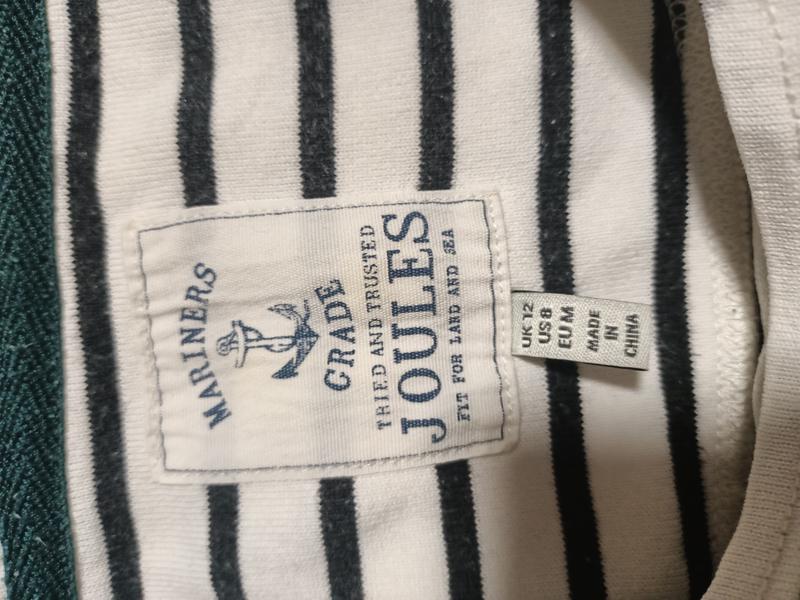 MARINERS
GRADE
TRIED AND TRUSTED
JOULES
FIT FOR LAND AND SEA
UK 12
US 8
EU M
MADE
IN
CHINA